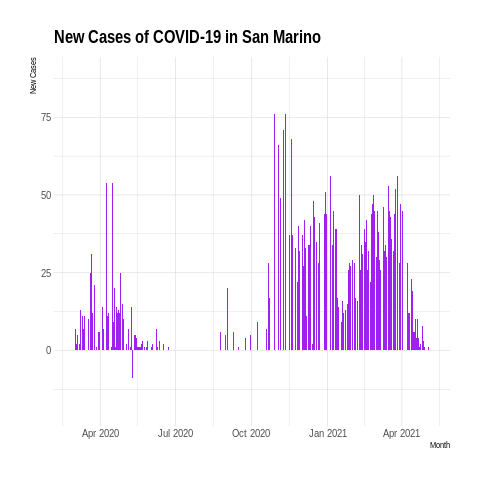 New Cases of COVID-19 in San Marino
New Cases
75
50
25
0
Apr 2020 Jul 2020 Oct 2020 Jan 2021 Apr 2021
Month